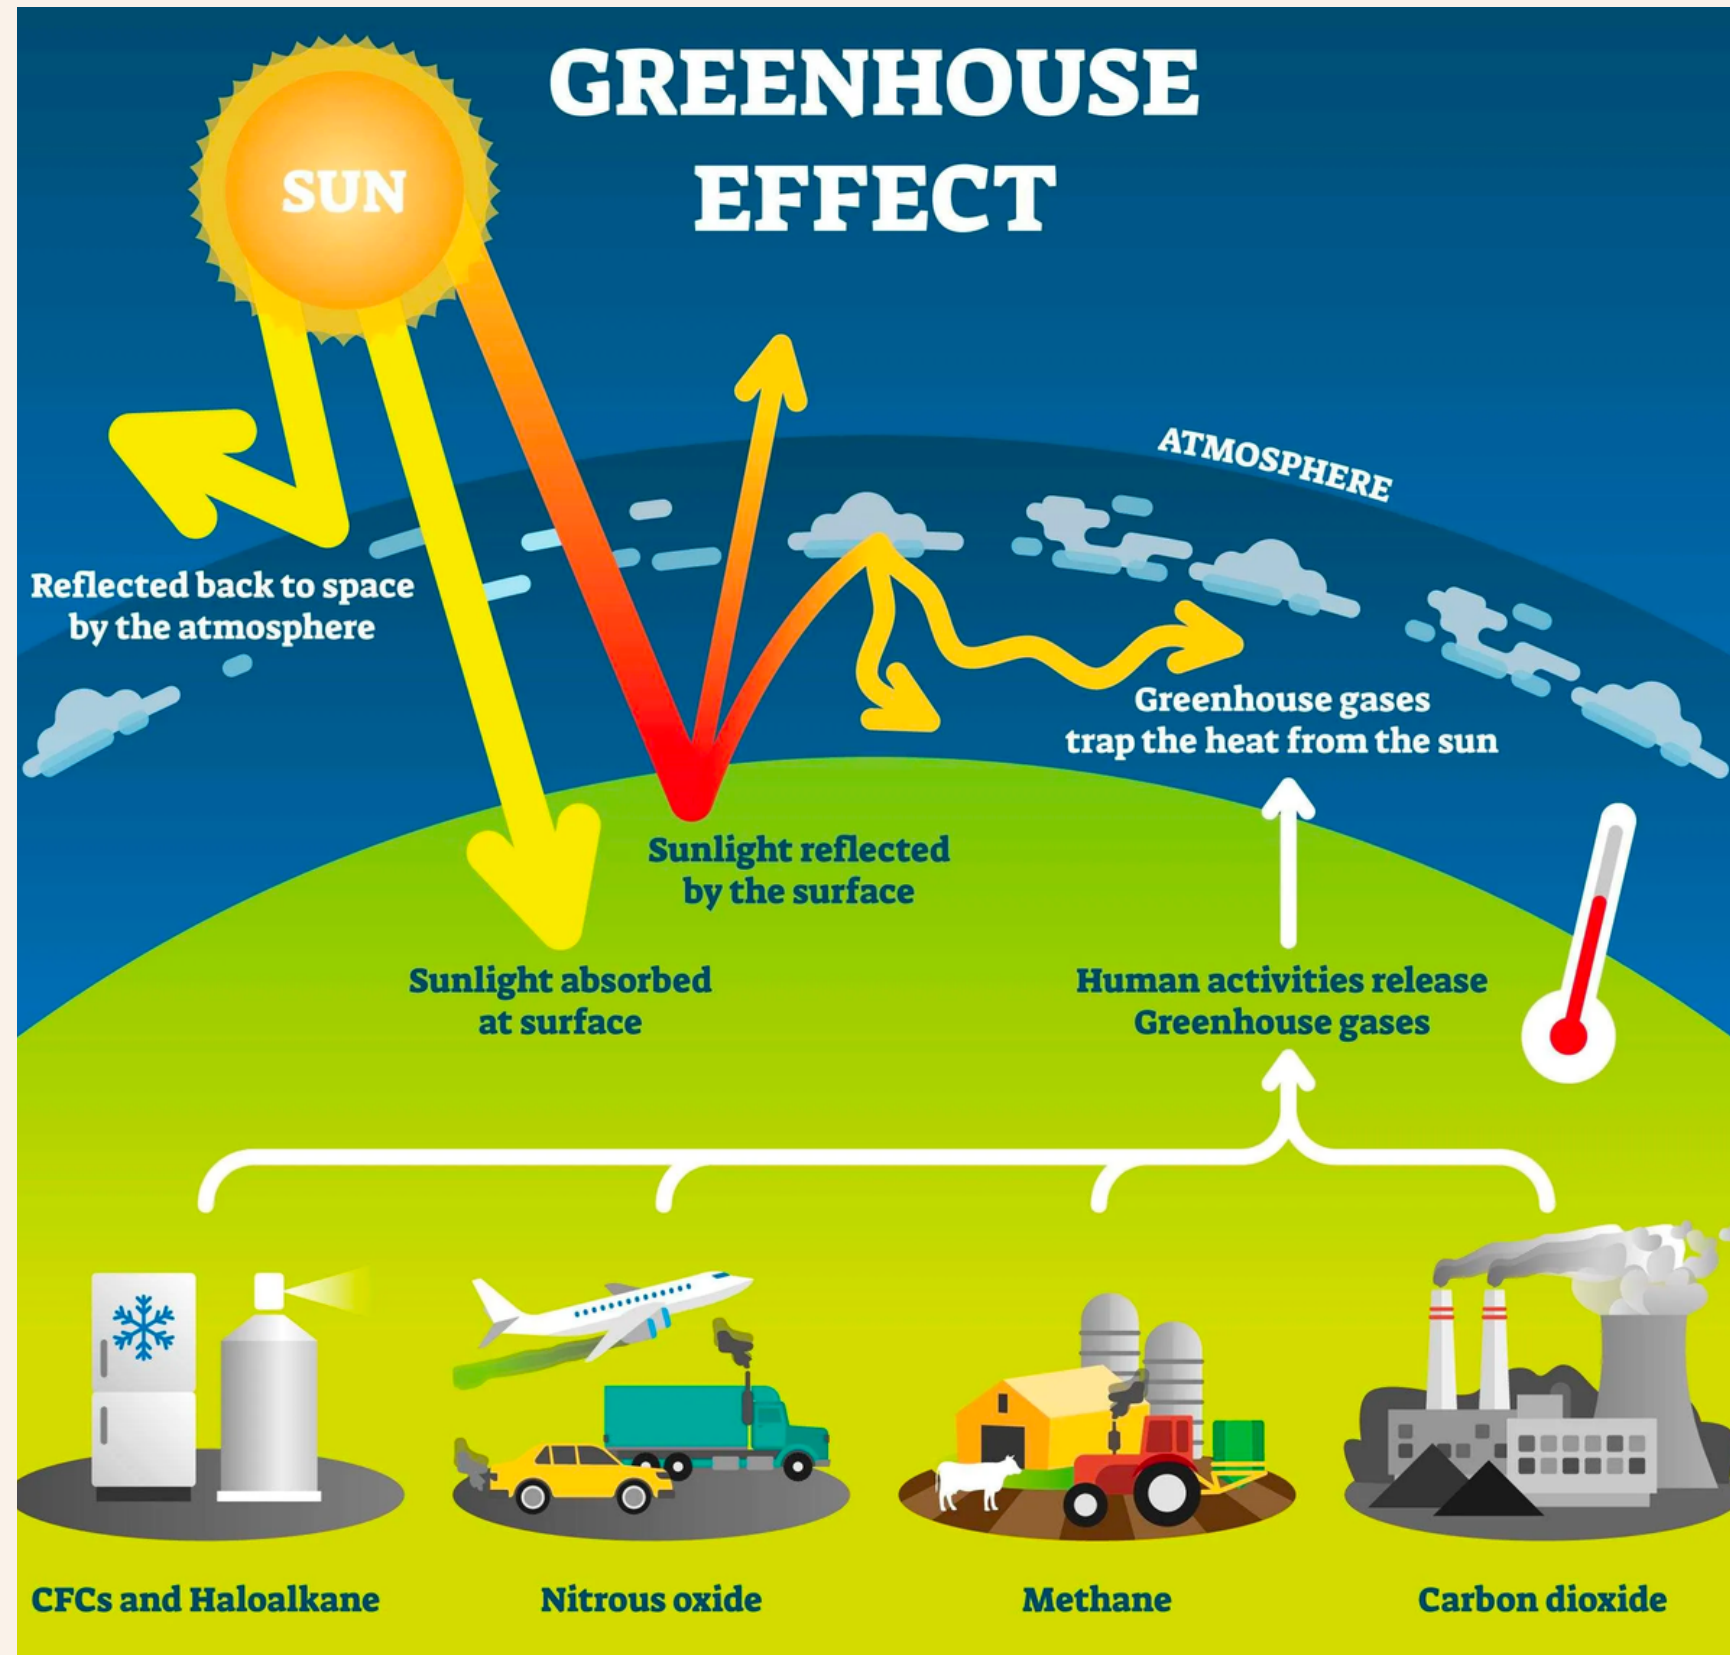 GREENHOUSE
EFFECT
SUN
ATMOSPHERE
Reflected back to space
by the atmosphere
Greenhouse gases
trap the heat from the sun
Sunlight reflected
by the surface
Sunlight absorbed
at surface
Human activities release
Greenhouse gases
CFCs and Haloalkane
Nitrous oxide
Methane
Carbon dioxide